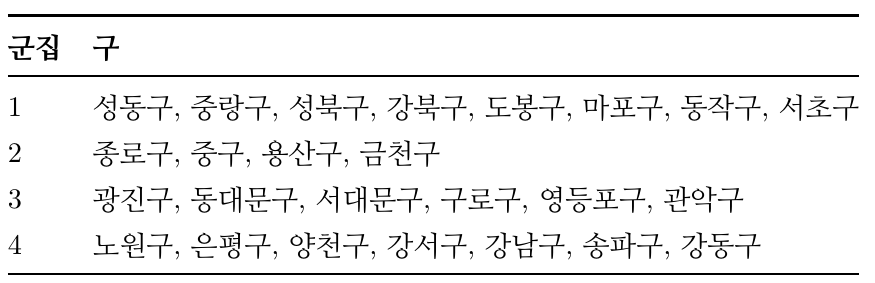 군집 구
1 성동구, 중랑구, 성북구, 강북구, 도봉구, 마포구, 동작구, 서초구
2 종로구, 중구, 용산구, 금천구
3 광진구, 동대문구, 서대문구, 구로구, 영등포구, 관악구
4 노원구, 은평구, 양천구, 강서구, 강남구, 송파구, 강동구